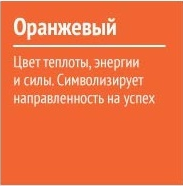 Оранжевый
Цвет теплоты, энергии
и силы. Символизирует
направленность на успех